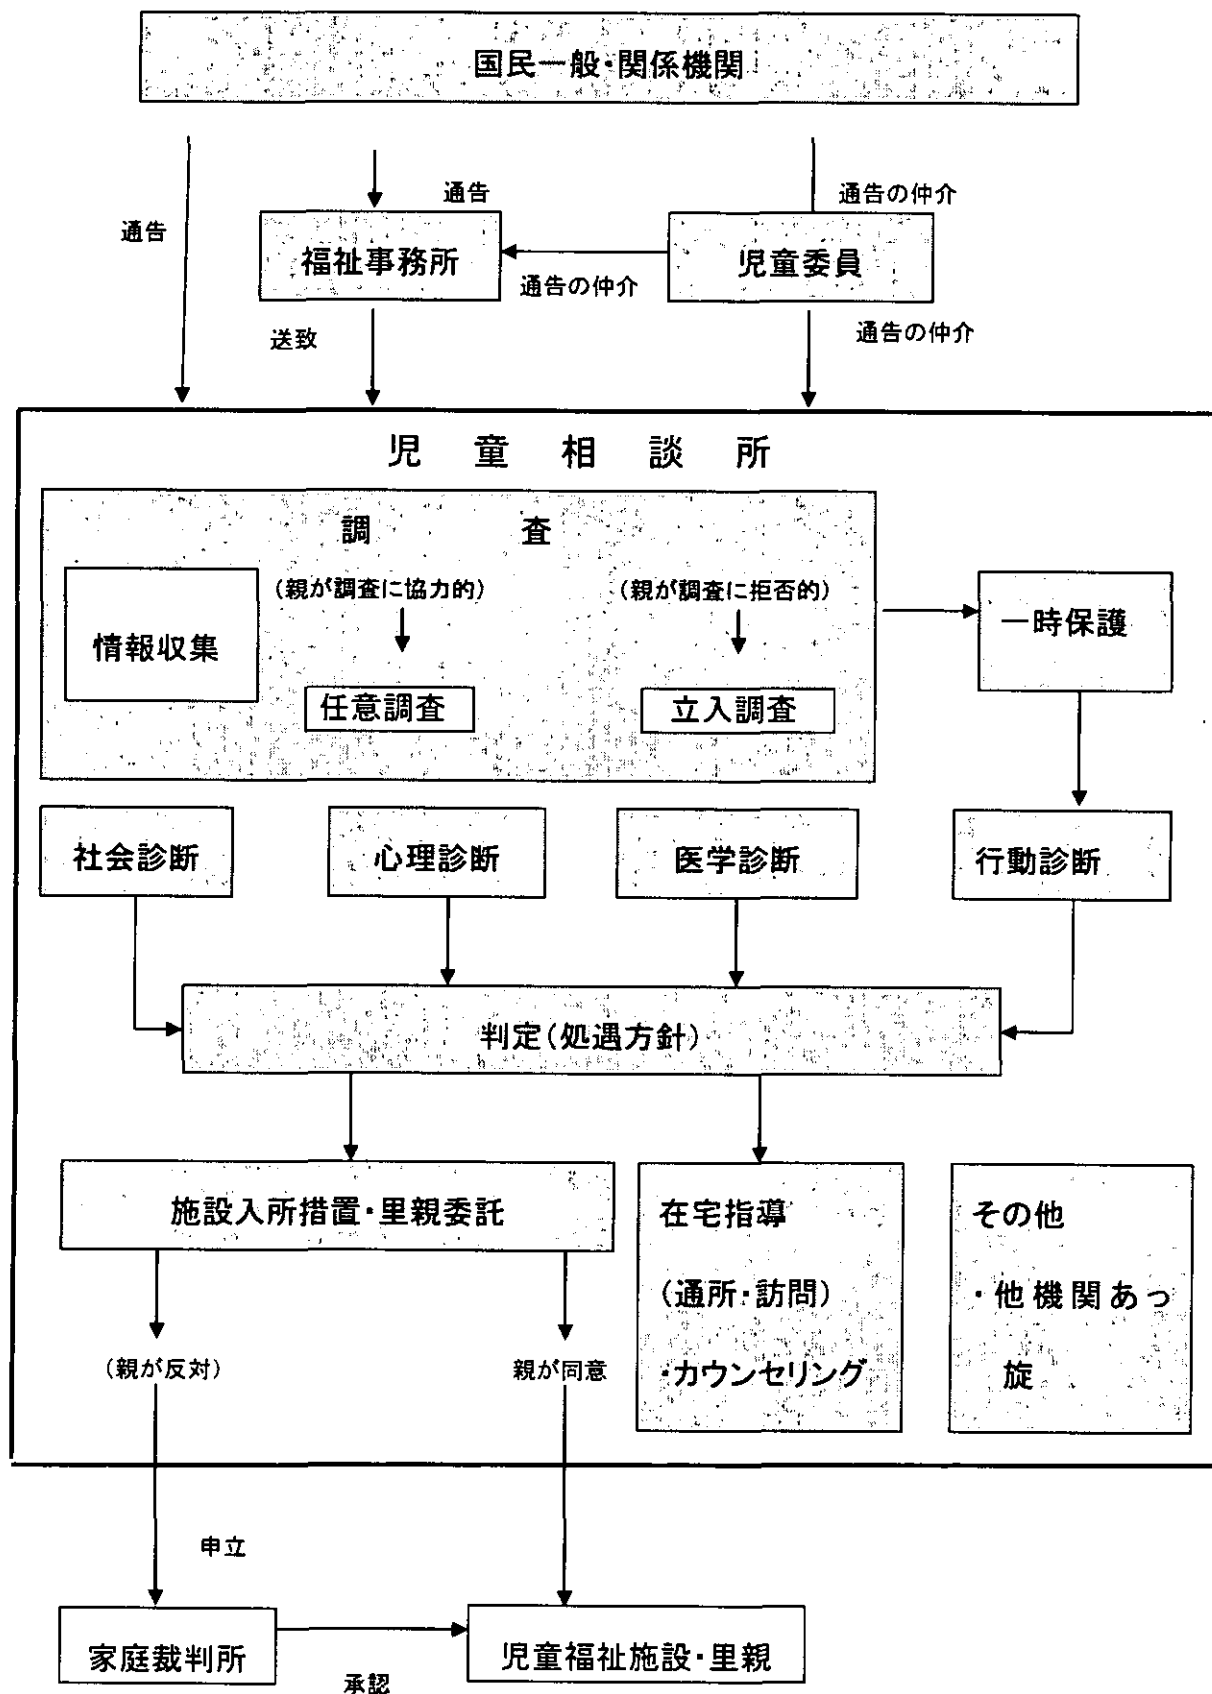 国民一般・関係機関
通告
通告
通告の仲介
福祉事務所
通告の仲介
児童委員
送致
通告の仲介
児童相談所
調査
情報収集
(親が調査に協力的)
任意調査
(親が調査に拒否的)
立入調査
一時保護
社会診断
心理診断
医学診断
行動診断
判定(処遇方針)
施設入所措置・里親委託
在宅指導
(通所・訪問)
・カウンセリング
その他
・他機関あっ
旋
(親が反対)
親が同意
申立
家庭裁判所
承認
児童福祉施設・里親